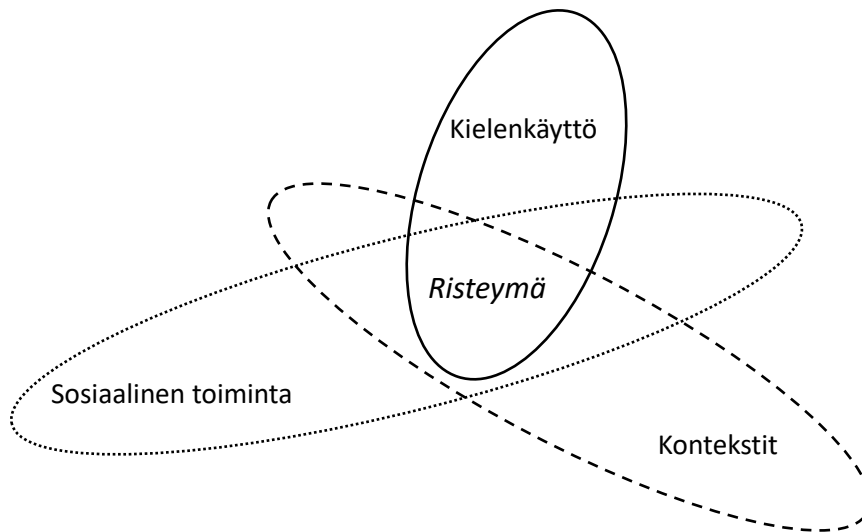 Kielenkäyttö
Risteymä
Sosiaalinen toiminta
Kontekstit